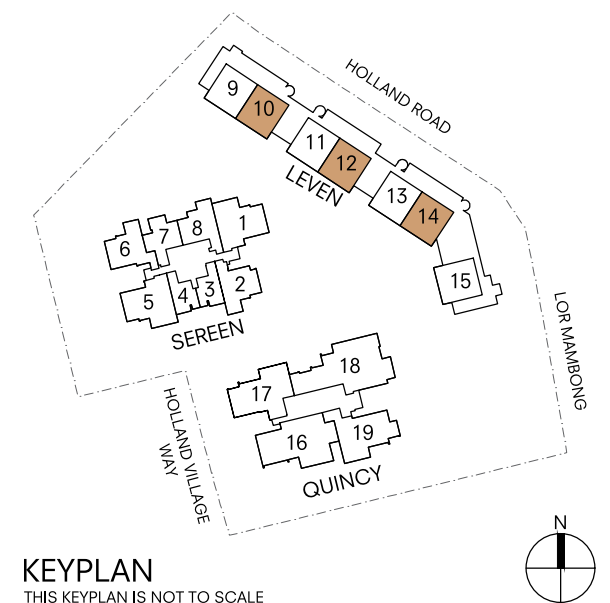 HOLLAND ROAD
9
10
11
12
LEVEN
13
14
15
LOR MAMBONG
6
7
8
1
5
4
3
2
SEREEN
17
18
16
19
QUINCY
HOLLAND VILLAGE
WAY
N
KEYPLAN
THIS KEYPLAN IS NOT TO SCALE